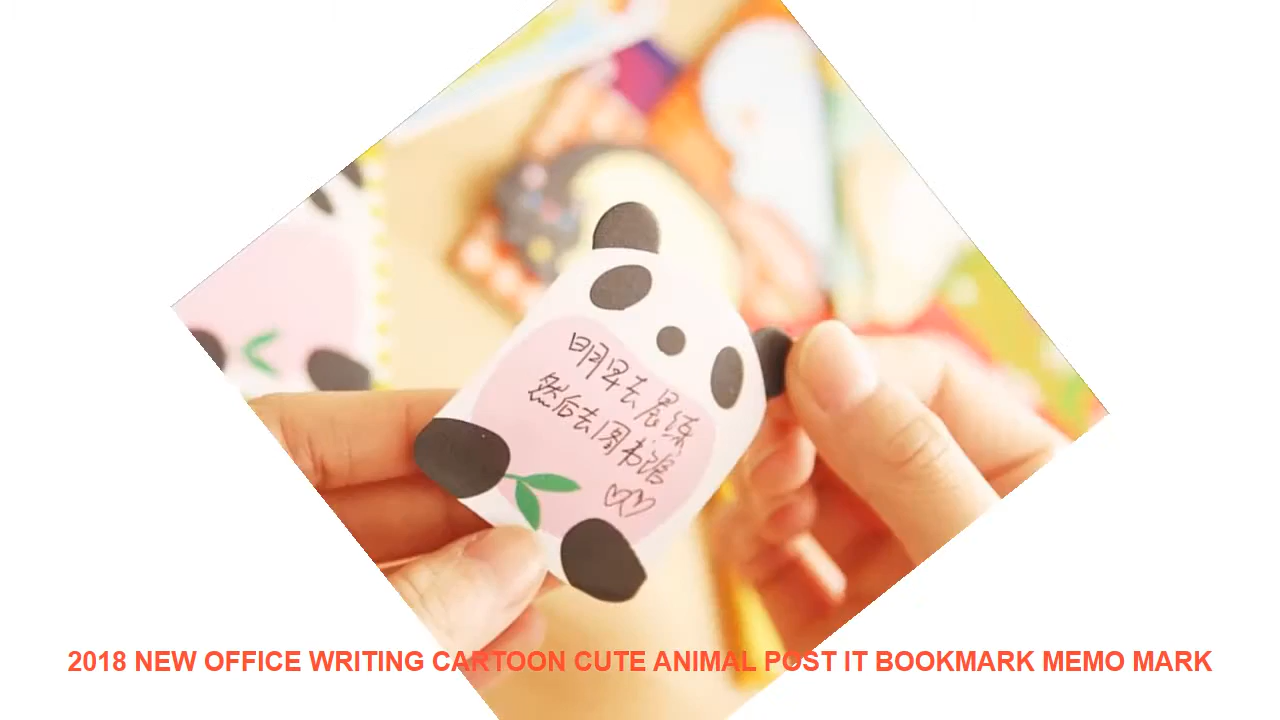 明早去晨练
然后去图书馆
2018 NEW OFFICE WRITING CARTOON CUTE ANIMAL POST IT BOOKMARK MEMO MARK